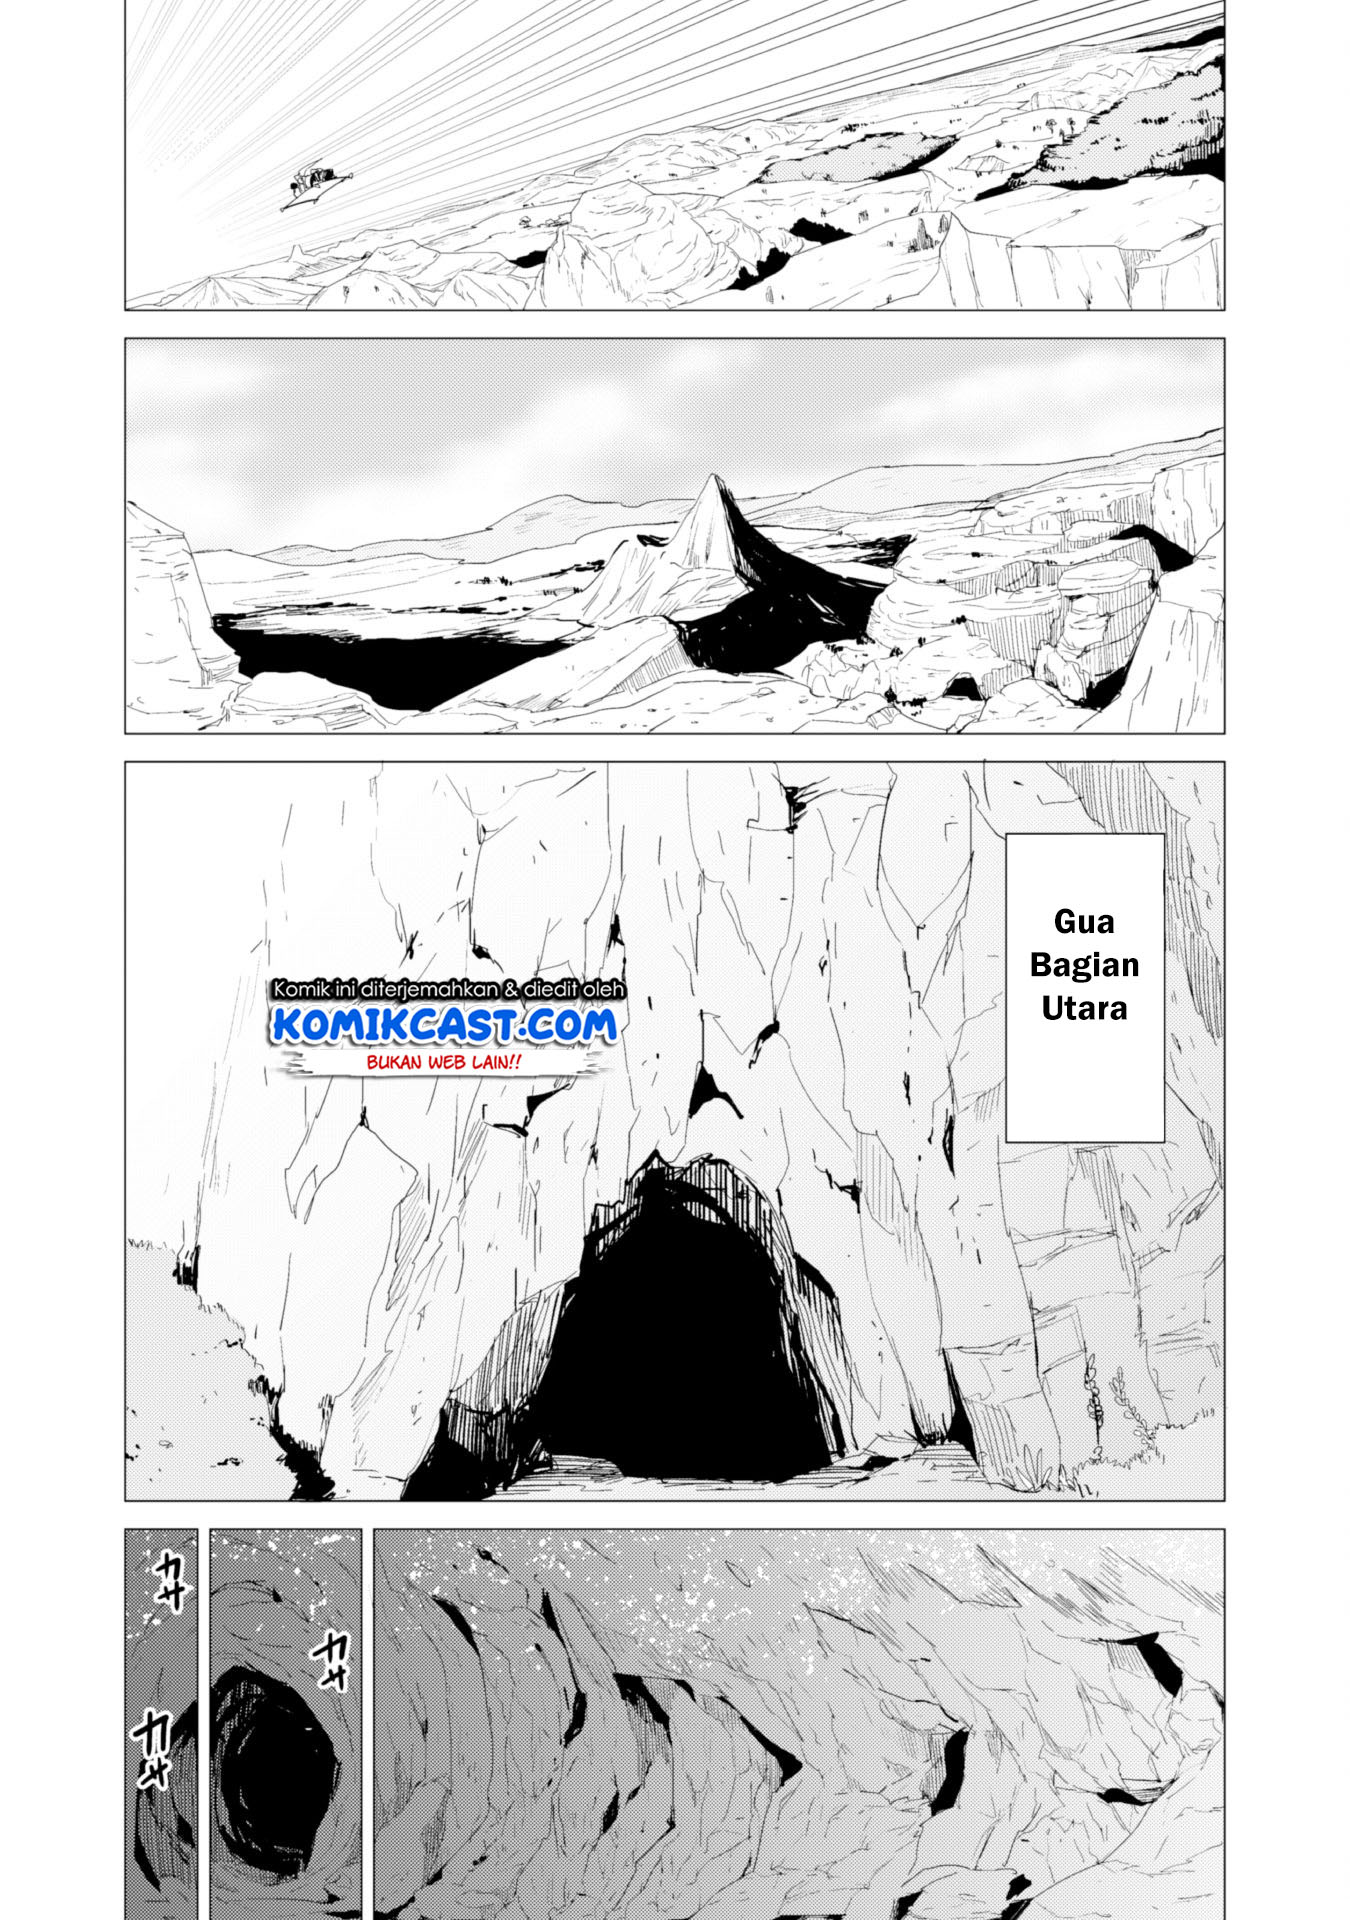 Gua
Bagian
Utara
Komik ini diterjemahkan & diedit oleh
KOMIKCAST.COM
BUKAN WEB LAIN!!
カサ
カサ
カサ